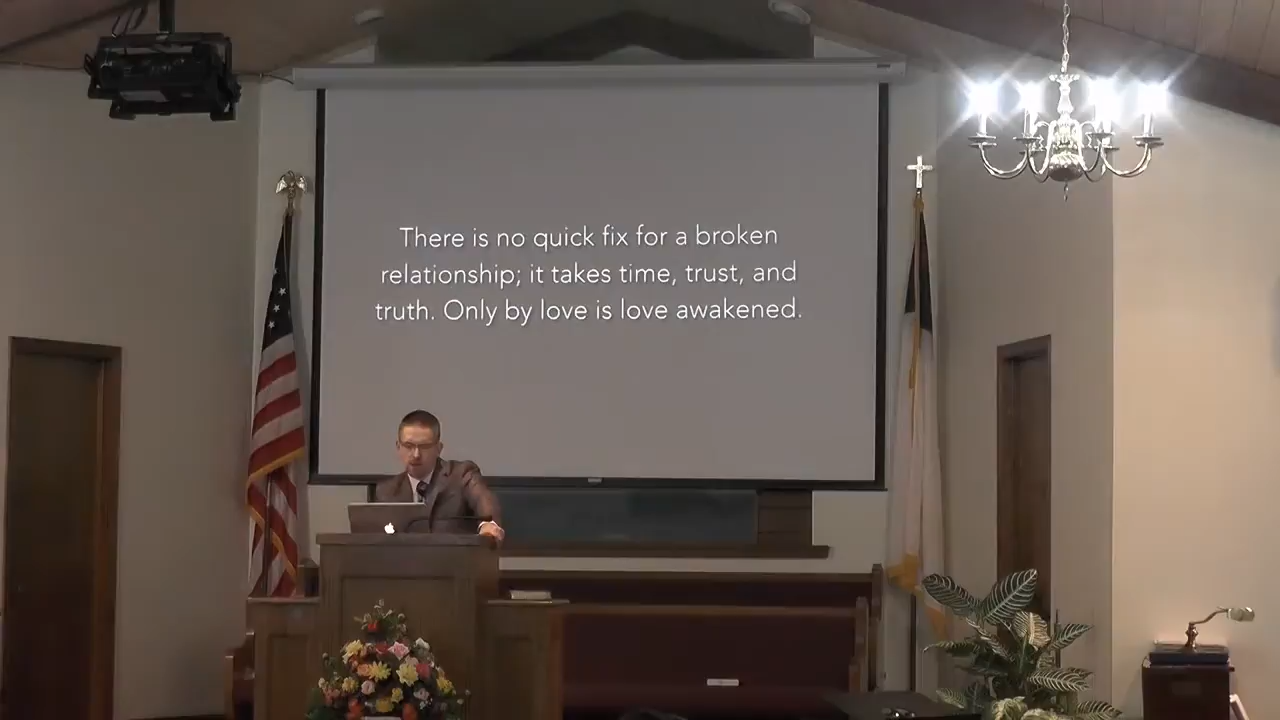 There is no quick fix for a broken
relationship; it takes time, trust, and
truth. Only by love is love awakened.